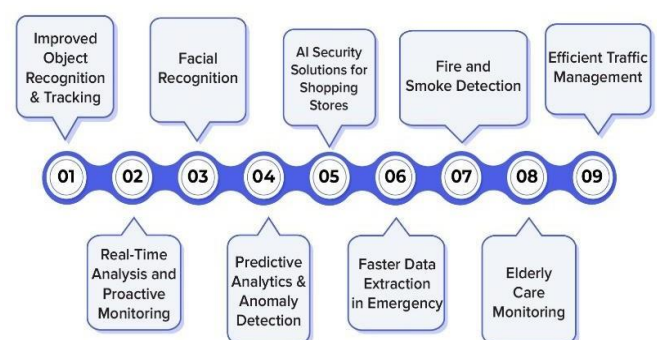 Improved
Object
Recognition
& Tracking
Facial
Recognition
AI Security
Solutions for
Shopping
Stores
Fire and
Smoke Detection
Efficient Traffic
Management
01
02
03
04
05
06
07
08
09
Real-Time
Analysis and
Proactive
Monitoring
Predictive
Analytics &
Anomaly
Detection
Faster Data
Extraction
in Emergency
Elderly
Care
Monitoring